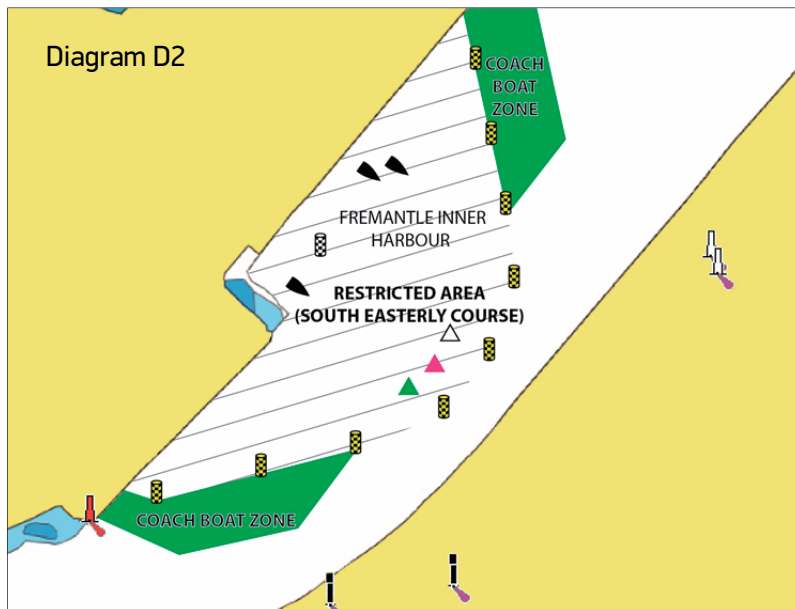 Diagram D2
COACH
BOAT
ZONE
FREMANTLE INNER
HARBOUR
RESTRICTED AREA
(SOUTH EASTERLY COURSE)
COACH BOAT ZONE